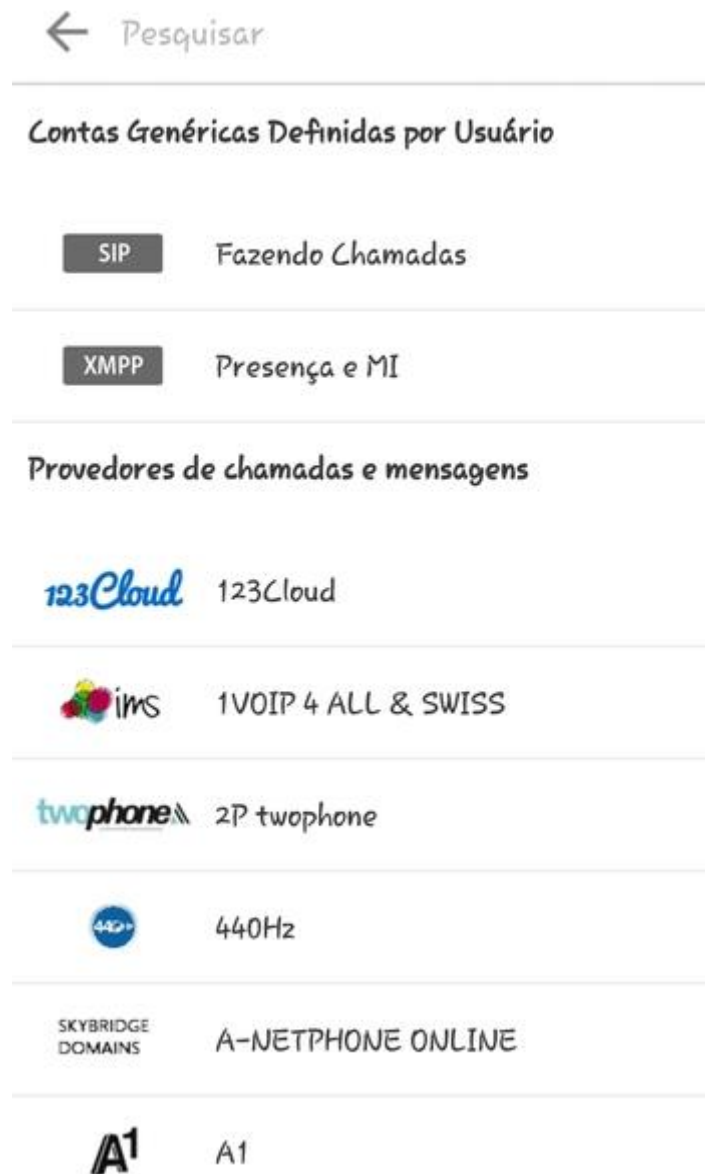 Pesquisar
Contas Genéricas Definidas por Usuário
SIP Fazendo Chamadas
XMPP Presença e MI
Provedores de chamadas e mensagens
123Cloud 123Cloud
ims 1VOIP 4 ALL & SWISS
twophone 2P twophone
440Hz
SKYBRIDGE
DOMAINS A-NETPHONE ONLINE
A1 A1